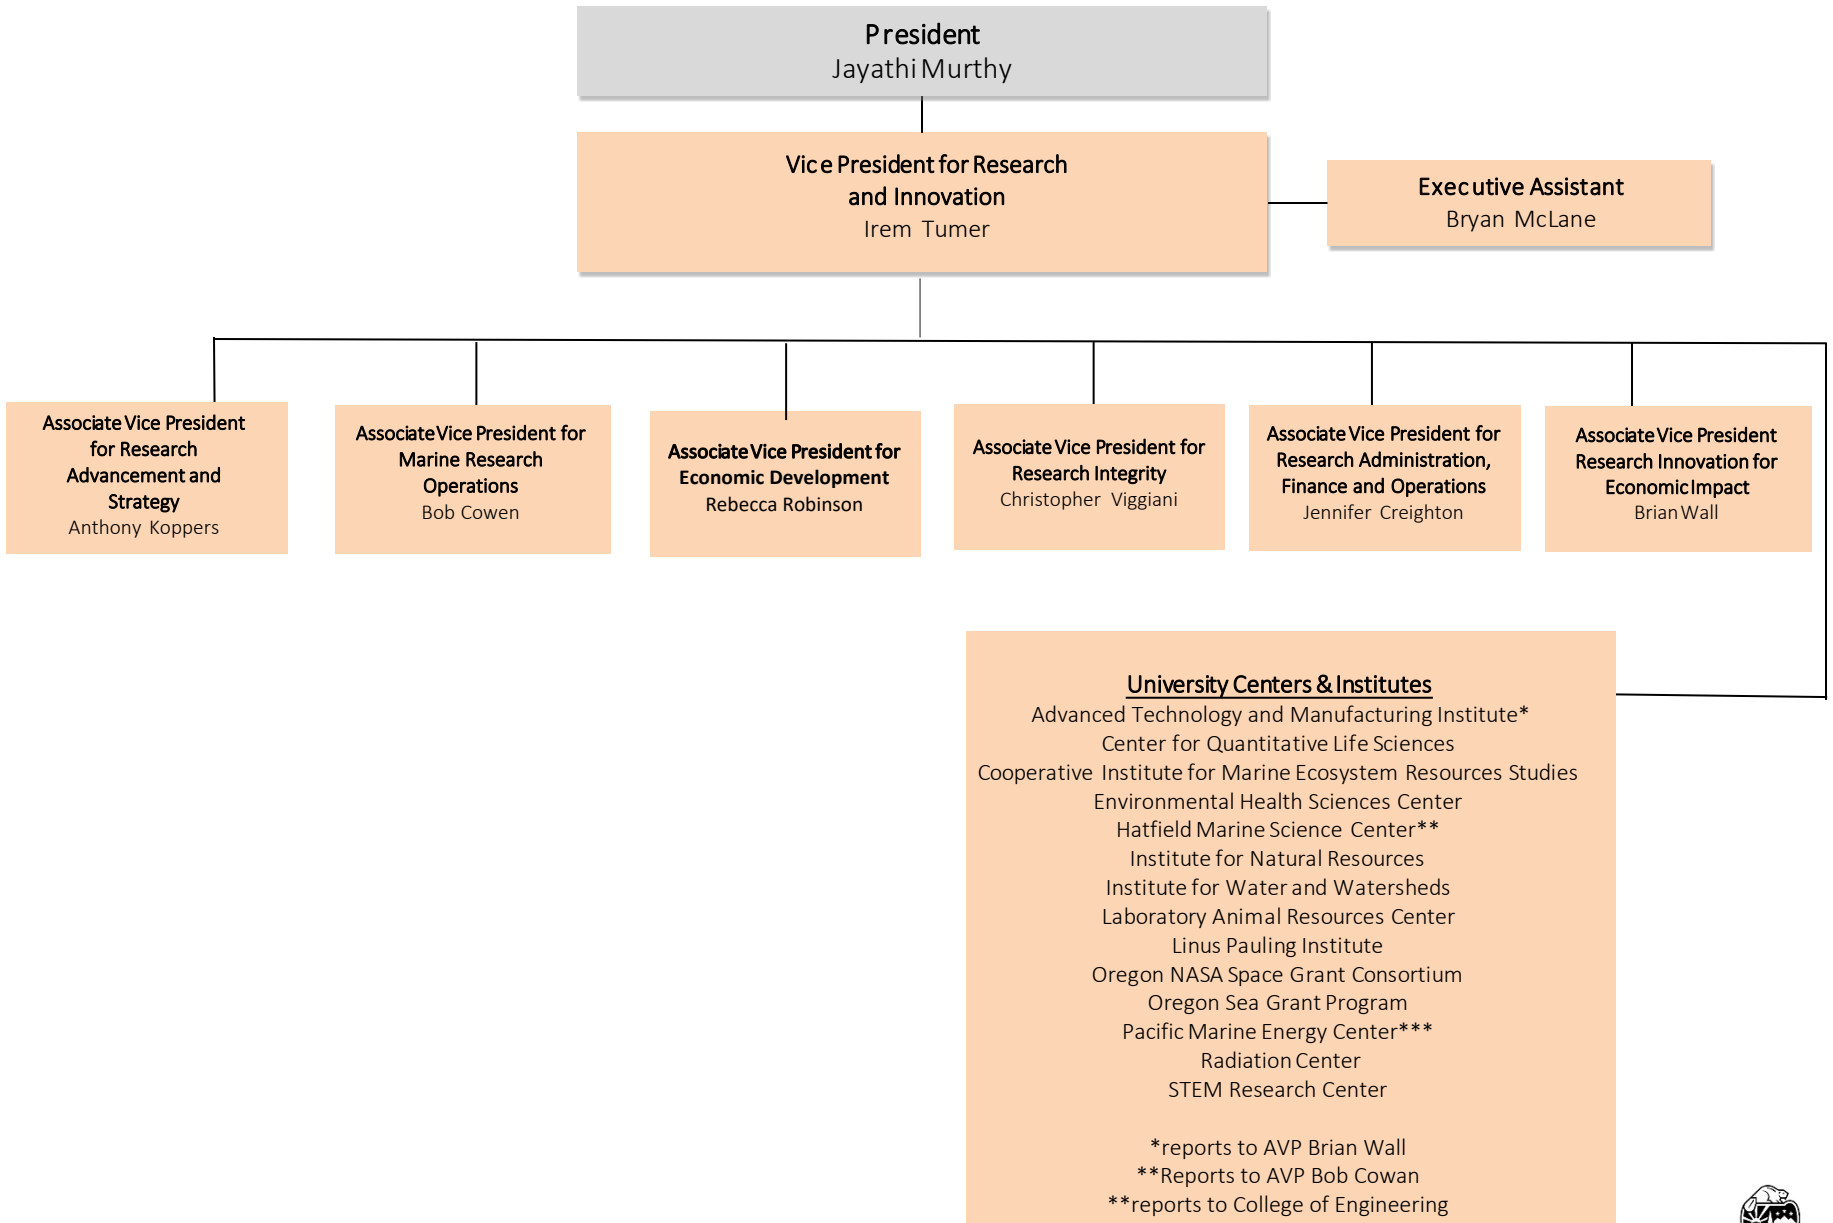 President
Jayathi Murthy
Vice President for Research
and Innovation
Irem Tumer
Executive Assistant
Bryan McLane
Associate Vice President
for Research
Advancement and
Strategy
Anthony Koppers
Associate Vice President for
Marine Research
Operations
Bob Cowen
Associate Vice President for
Economic Development
Rebecca Robinson
Associate Vice President for
Research Integrity
Christopher Viggiani
Associate Vice President for
Research Administration,
Finance and Operations
Jennifer Creighton
Associate Vice President
Research Innovation for
Economic Impact
Brian Wall
University Centers & Institutes
Advanced Technology and Manufacturing Institute*
Center for Quantitative Life Sciences
Cooperative Institute for Marine Ecosystem Resources Studies
Environmental Health Sciences Center
Hatfield Marine Science Center**
Institute for Natural Resources
Institute for Water and Watersheds
Laboratory Animal Resources Center
Linus Pauling Institute
Oregon NASA Space Grant Consortium
Oregon Sea Grant Program
Pacific Marine Energy Center***
Radiation Center
STEM Research Center
*reports to AVP Brian Wall
**Reports to AVP Bob Cowan
**reports to College of Engineering